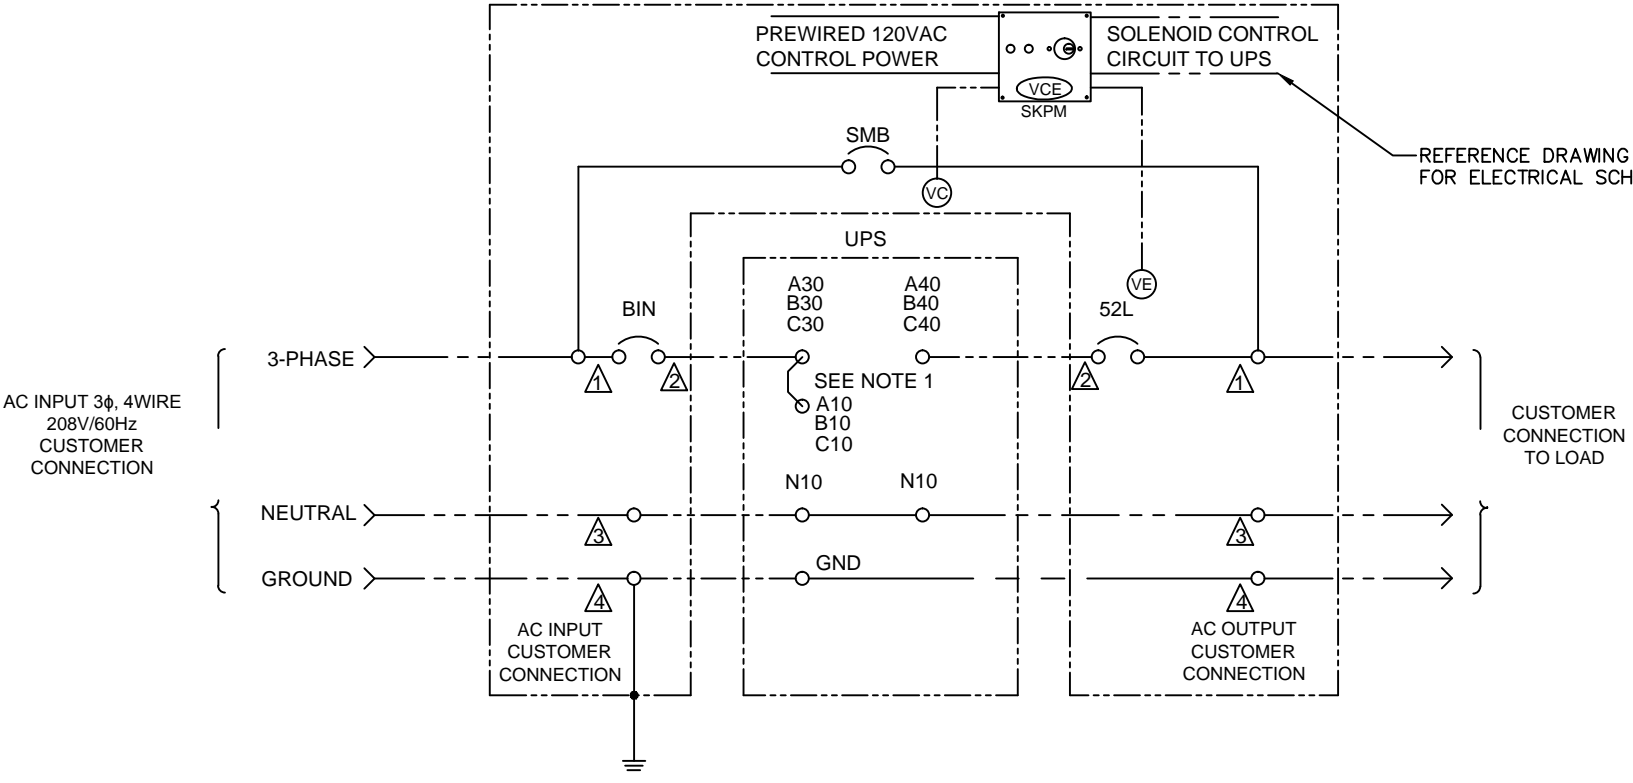 PREWIRED 120VAC
CONTROL POWER
SOLENOID CONTROL
CIRCUIT TO UPS
VCE
SKPM
SMB
REFERENCE DRAWING
FOR ELECTRICAL SCH
VC
UPS
VE
A30
B30
C30
A40
B40
C40
BIN
52L
3-PHASE
1
2
SEE NOTE 1
2
1
A10
B10
C10
AC INPUT 3ϕ, 4WIRE
208V/60Hz
CUSTOMER
CONNECTION
CUSTOMER
CONNECTION
TO LOAD
N10
N10
NEUTRAL
3
3
GND
GROUND
4
4
AC INPUT
CUSTOMER
CONNECTION
AC OUTPUT
CUSTOMER
CONNECTION